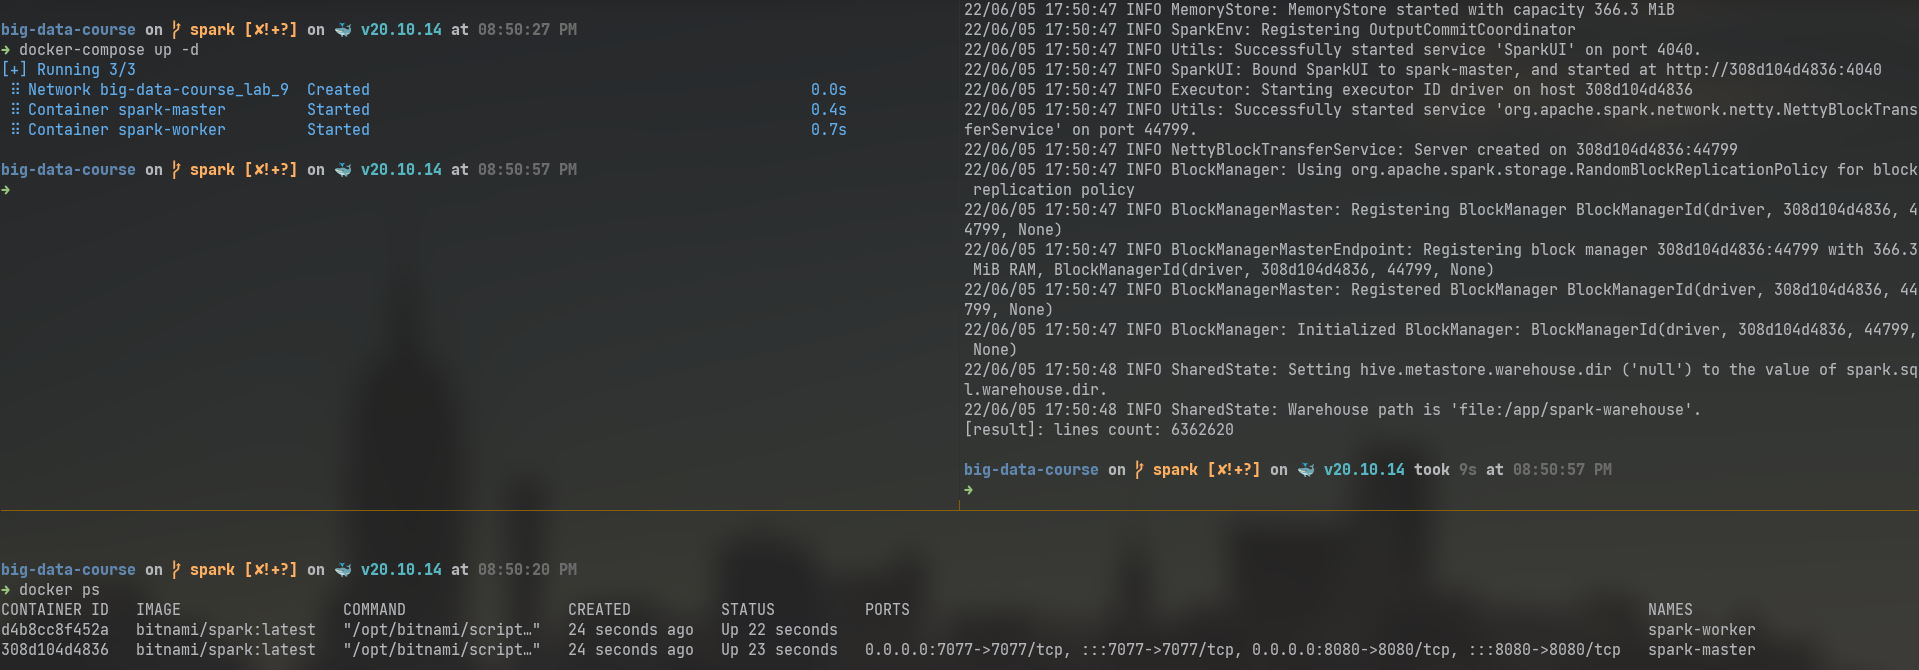 big-data-course on spark [✘!+?] on 🐳 v20.10.14 at 08:50:27 PM
➜ docker-compose up -d
[+] Running 3/3
⠿ Network big-data-course_lab_9  Created  0.0s
⠿ Container spark-master  Started  0.4s
⠿ Container spark-worker  Started  0.7s
big-data-course on spark [✘!+?] on 🐳 v20.10.14 at 08:50:57 PM
➜
22/06/05 17:50:47 INFO MemoryStore: MemoryStore started with capacity 366.3 MiB
22/06/05 17:50:47 INFO SparkEnv: Registering OutputCommitCoordinator
22/06/05 17:50:47 INFO Utils: Successfully started service 'SparkUI' on port 4040.
22/06/05 17:50:47 INFO SparkUI: Bound SparkUI to spark-master, and started at http://308d104d4836:4040
22/06/05 17:50:47 INFO Executor: Starting executor ID driver on host 308d104d4836
22/06/05 17:50:47 INFO Utils: Successfully started service 'org.apache.spark.network.netty.NettyBlockTrans
ferService' on port 44799.
22/06/05 17:50:47 INFO NettyBlockTransferService: Server created on 308d104d4836:44799
22/06/05 17:50:47 INFO BlockManager: Using org.apache.spark.storage.RandomBlockReplicationPolicy for block
 replication policy
22/06/05 17:50:47 INFO BlockManagerMaster: Registering BlockManager BlockManagerId(driver, 308d104d4836, 4
4799, None)
22/06/05 17:50:47 INFO BlockManagerMasterEndpoint: Registering block manager 308d104d4836:44799 with 366.3
 MiB RAM, BlockManagerId(driver, 308d104d4836, 44799, None)
22/06/05 17:50:47 INFO BlockManagerMaster: Registered BlockManager BlockManagerId(driver, 308d104d4836, 44
799, None)
22/06/05 17:50:47 INFO BlockManager: Initialized BlockManager: BlockManagerId(driver, 308d104d4836, 44799,
 None)
22/06/05 17:50:48 INFO SharedState: Setting hive.metastore.warehouse.dir ('null') to the value of spark.sq
l.warehouse.dir.
22/06/05 17:50:48 INFO SharedState: Warehouse path is 'file:/app/spark-warehouse'.
[result]: lines count: 6362620
big-data-course on spark [✘!+?] on 🐳 v20.10.14 took 9s at 08:50:57 PM
➜
big-data-course on spark [✘!+?] on 🐳 v20.10.14 at 08:50:20 PM
➜ docker ps
CONTAINER ID   IMAGE                  COMMAND                  CREATED          STATUS          PORTS                                                                                  NAMES
d4b8cc8f452a   bitnami/spark:latest   "/opt/bitnami/script…"   24 seconds ago   Up 22 seconds                                                                                          spark-worker
308d104d4836   bitnami/spark:latest   "/opt/bitnami/script…"   24 seconds ago   Up 23 seconds   0.0.0.0:7077->7077/tcp, :::7077->7077/tcp, 0.0.0.0:8080->8080/tcp, :::8080->8080/tcp   spark-master